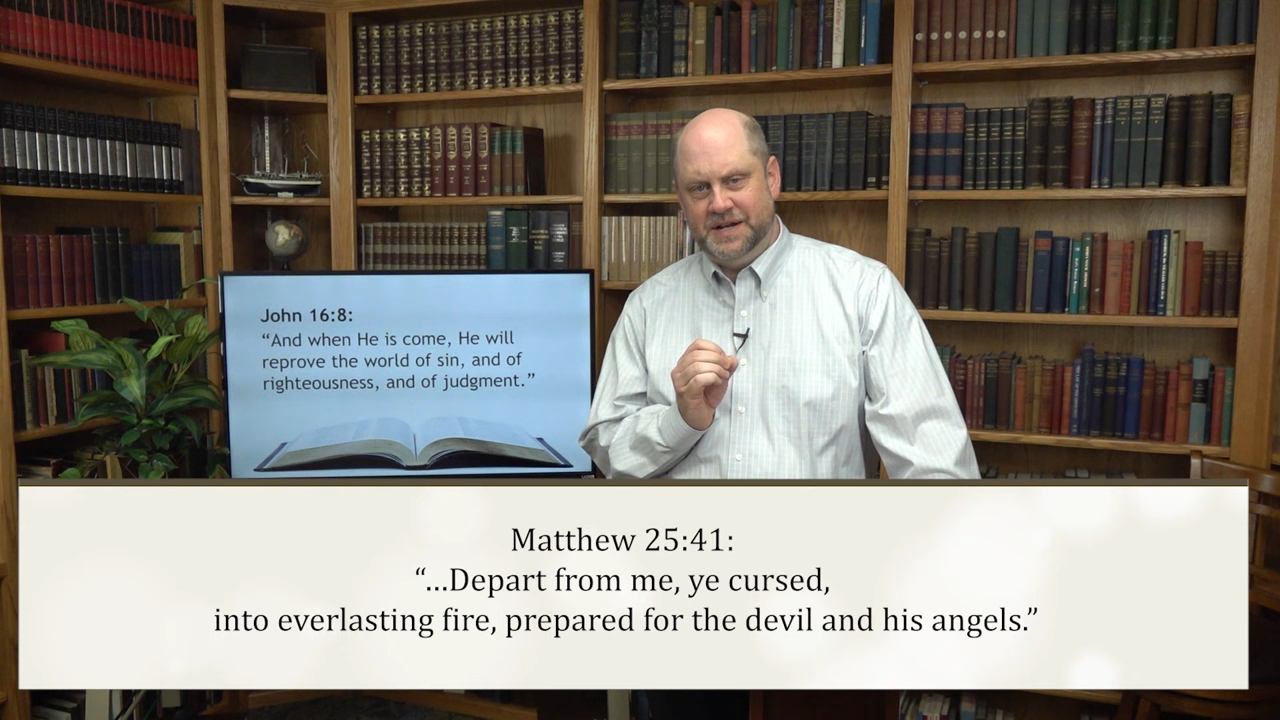 John 16:8:
“And when He is come, He will
reprove the world of sin, and of
righteousness, and of judgment.”
Matthew 25:41:
“...Depart from me, ye cursed,
into everlasting fire, prepared for the devil and his angels.”